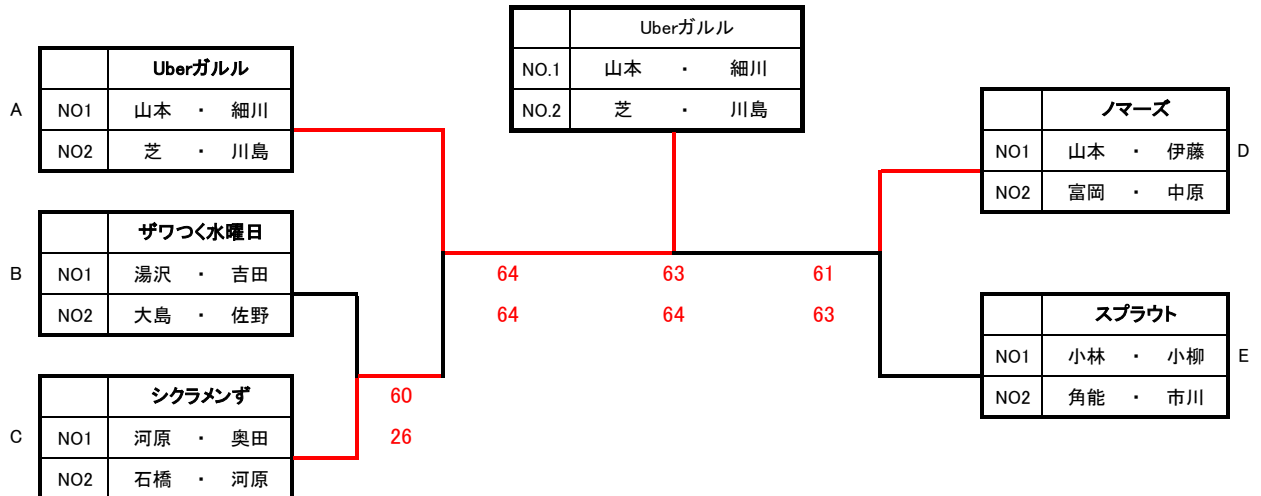 Uberガルル
NO.1 山本 ・ 細川
NO.2 芝 ・ 川島
Uberガルル
A NO1 山本 ・ 細川
NO2 芝 ・ 川島
ザワつく水曜日
B NO1 湯沢 ・ 吉田
NO2 大島 ・ 佐野
シクラメンず
C NO1 河原 ・ 奥田
NO2 石橋 ・ 河原
60
26
64
64
63
64
61
63
ノマーズ
NO1 山本 ・ 伊藤 D
NO2 富岡 ・ 中原
スプラウト
NO1 小林 ・ 小柳 E
NO2 角能 ・ 市川